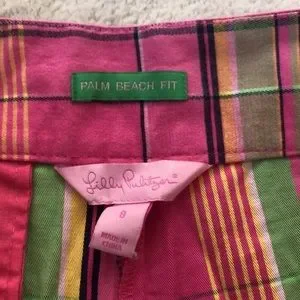 PALM BEACH FIT
Lilly Pulitzer®
8
MADE IN
CHINA